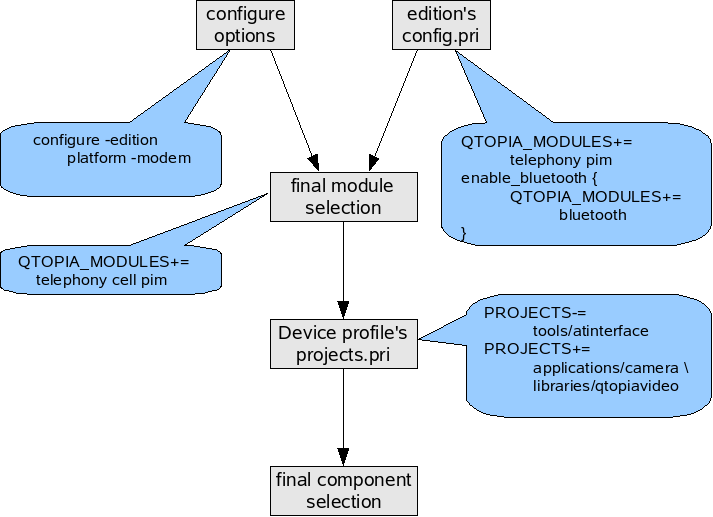 configure
options
edition's
config.pri
configure -edition
platform -modem
QTOPIA_MODULES+=
telephony pim
enable_bluetooth {
QTOPIA_MODULES+=
bluetooth
}
final module
selection
QTOPIA_MODULES+=
telephony cell pim
Device profile's
projects.pri
PROJECTS-=
tools/atinterface
PROJECTS+=
applications/camera \
libraries/qtopiavideo
final component
selection